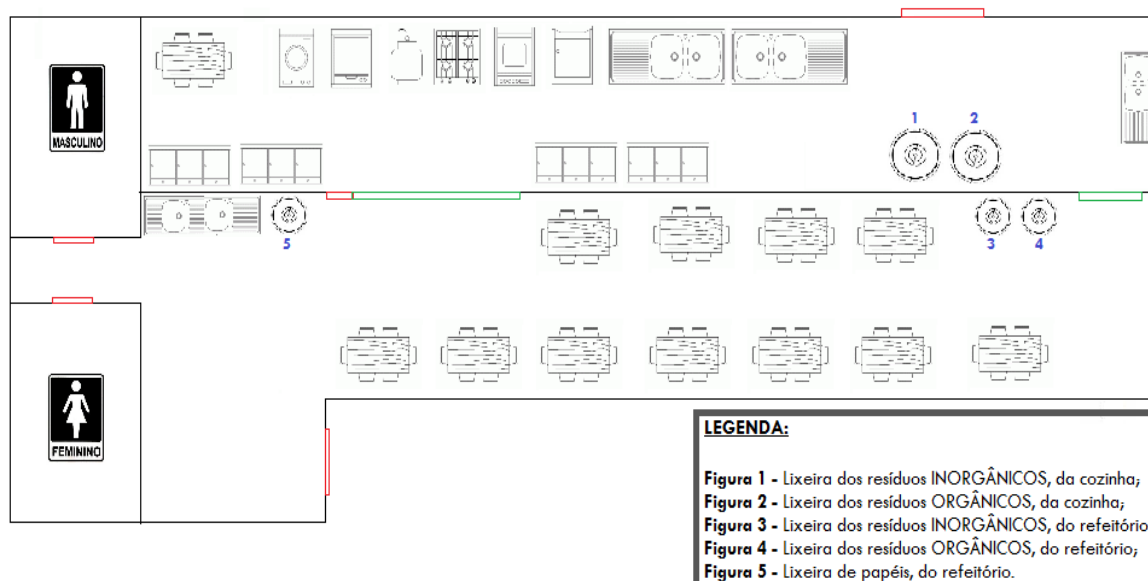 MASCULINO
1 2
5
3 4
FEMININO
LEGENDA:
Figura 1 - Lixeira dos resíduos INORGÂNICOS, da cozinha;
Figura 2 - Lixeira dos resíduos ORGÂNICOS, da cozinha;
Figura 3 - Lixeira dos resíduos INORGÂNICOS, do refeitório
Figura 4 - Lixeira dos resíduos ORGÂNICOS, do refeitório;
Figura 5 - Lixeira de papéis, do refeitório.